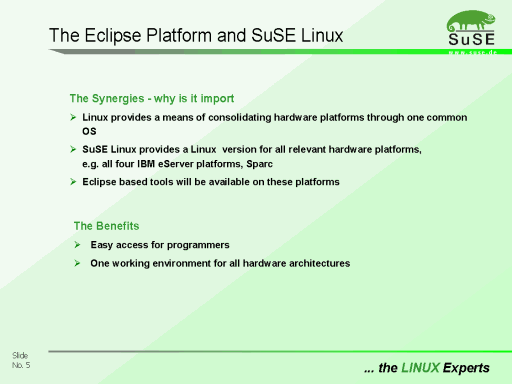 The Eclipse Platform and SuSE Linux
SuSE
The Synergies - why is it import
Linux provides a means of consolidating hardware platforms through one common
OS
SuSE Linux provides a Linux version for all relevant hardware platforms,
e.g. all four IBM eServer platforms, Sparc
Eclipse based tools will be available on these platforms
The Benefits
Easy access for programmers
One working environment for all hardware architectures
Slide
No. 5
... the LINUX Experts